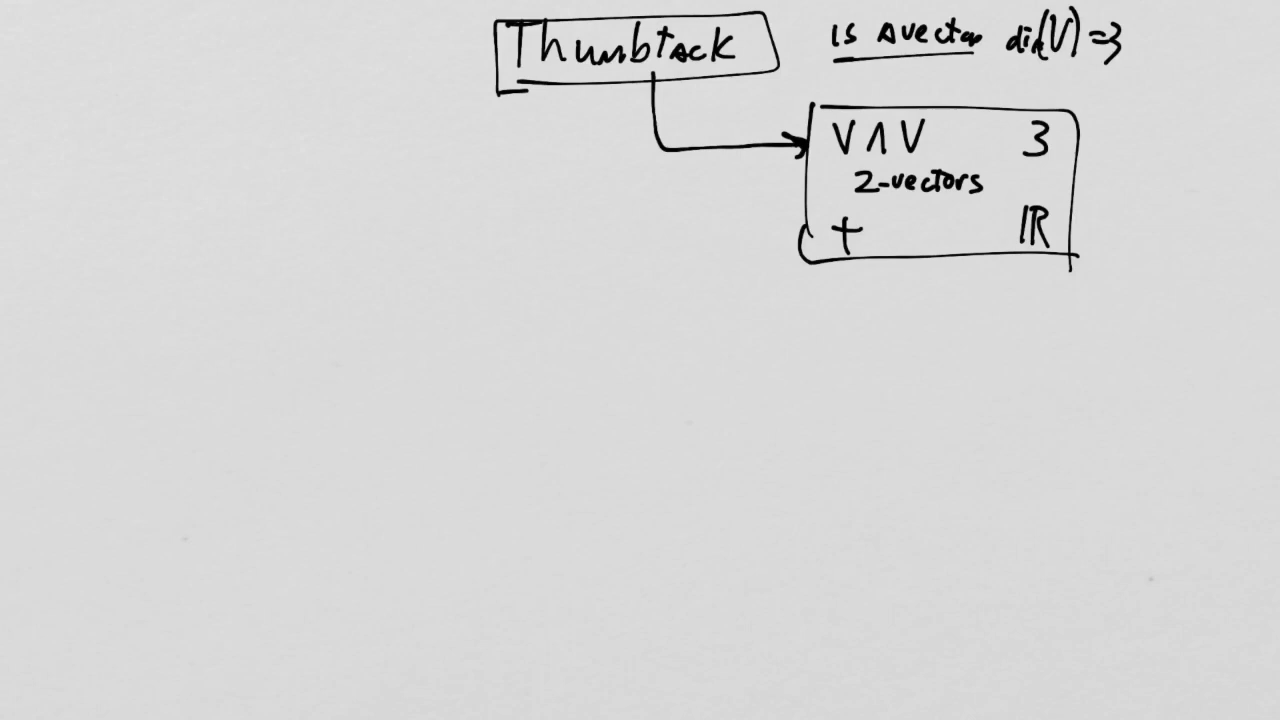 Thumbtack is a vector dim(V)=3
V ∧ V 3
2-vectors
+ ℝ